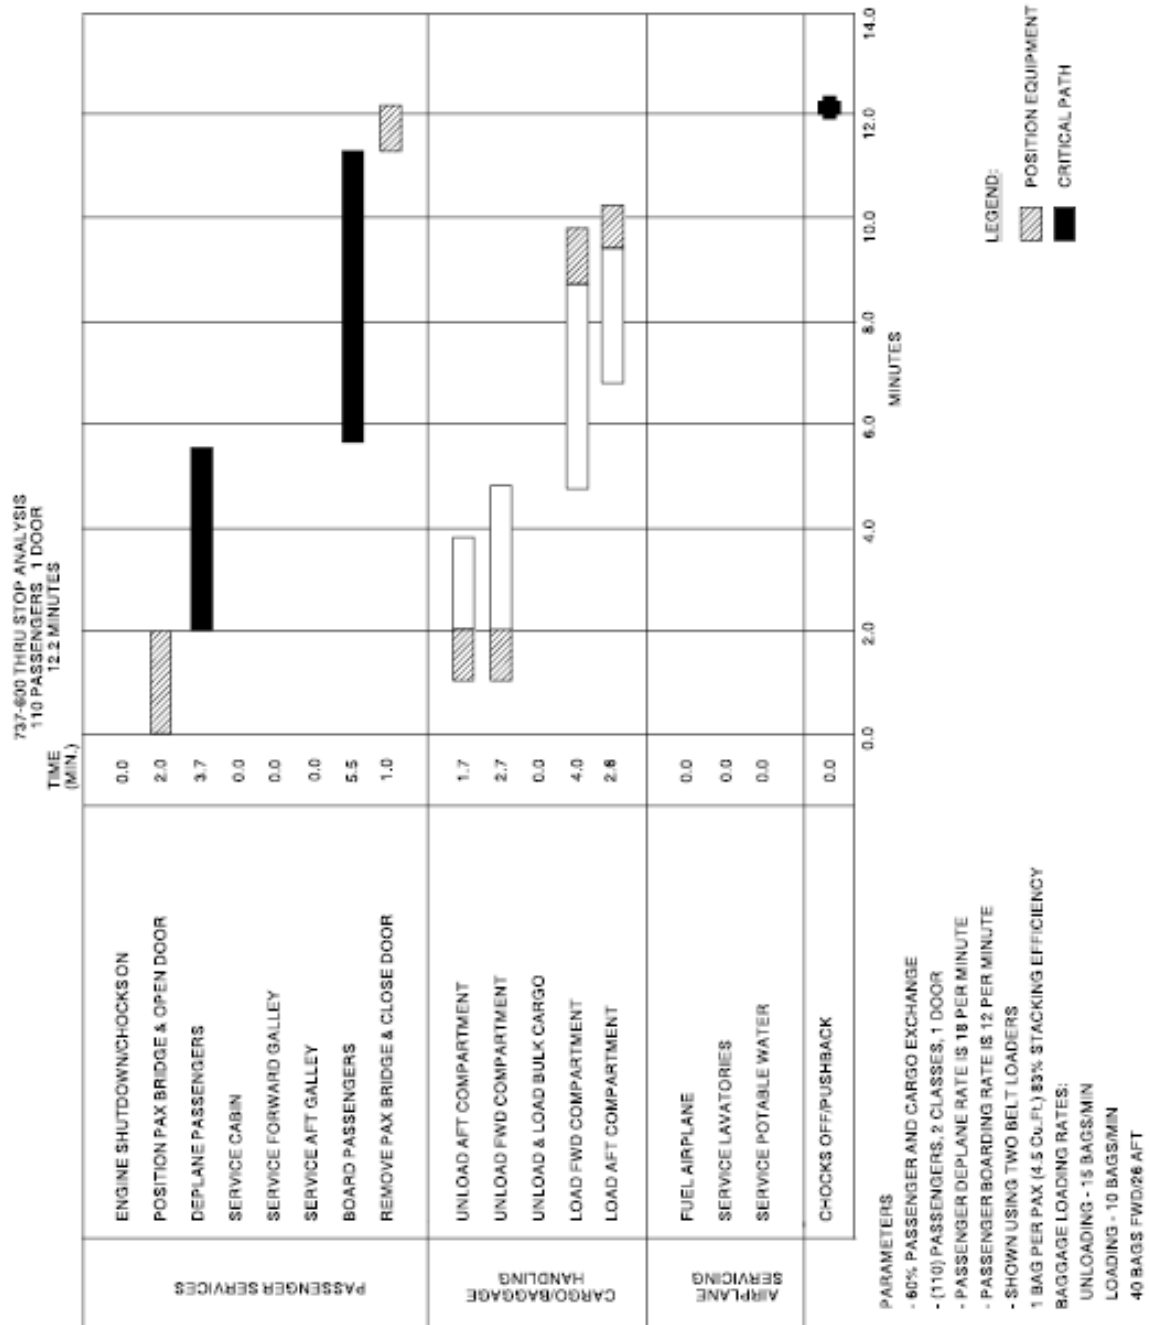 737-600 THRU STOP ANALYSIS
110 PASSENGERS 1 DOOR
12.2 MINUTES
TIME
(MIN.)
PASSENGER SERVICES
ENGINE SHUTDOWN/CHOCKS ON 0.0
POSITION PAX BRIDGE & OPEN DOOR 2.0
DEPLANE PASSENGERS 3.7
SERVICE CABIN 0.0
SERVICE FORWARD GALLEY 0.0
SERVICE AFT GALLEY 0.0
BOARD PASSENGERS 5.5
REMOVE PAX BRIDGE & CLOSE DOOR 1.0
CARGO/BAGGAGE
HANDLING
UNLOAD AFT COMPARTMENT 1.7
UNLOAD FWD COMPARTMENT 2.7
UNLOAD & LOAD BULK CARGO 0.0
LOAD FWD COMPARTMENT 4.0
LOAD AFT COMPARTMENT 2.6
AIRPLANE
SERVICING
FUEL AIRPLANE 0.0
SERVICE LAVATORIES 0.0
SERVICE POTABLE WATER 0.0
CHOCKS OFF/PUSHBACK 0.0
0.0 2.0 4.0 6.0 8.0 10.0 12.0 14.0
MINUTES
PARAMETERS
- 60% PASSENGER AND CARGO EXCHANGE
- (110) PASSENGERS, 2 CLASSES, 1 DOOR
- PASSENGER DEPLANE RATE IS 18 PER MINUTE
- PASSENGER BOARDING RATE IS 12 PER MINUTE
- SHOWN USING TWO BELT LOADERS
1 BAG PER PAX (4.5 Cu.Ft.) 83% STACKING EFFICIENCY
BAGGAGE LOADING RATES:
UNLOADING - 15 BAGS/MIN
LOADING - 10 BAGS/MIN
40 BAGS FWD/26 AFT
LEGEND:
POSITION EQUIPMENT
CRITICAL PATH